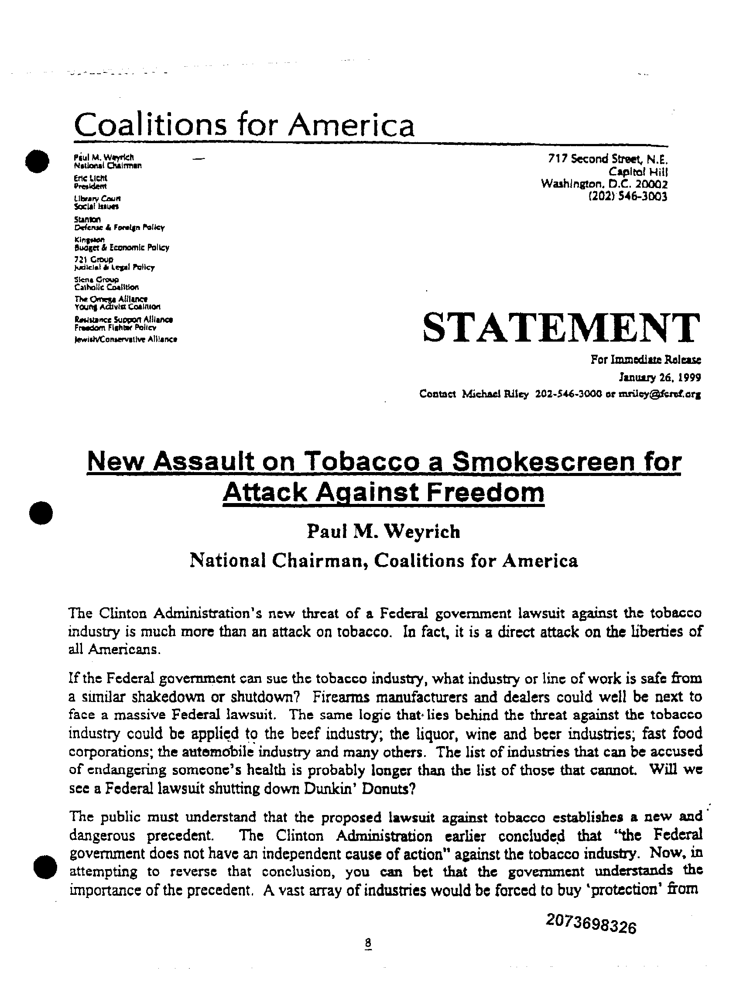 Coalitions for America
Paul M. Weyrich
National Chairman
Eric Licht
President
Library Court
Social Issues
Stanton
Defense & Foreign Policy
Kingston
Budget & Economic Policy
721 Group
Judicial & Legal Policy
Siena Group
Catholic Coalition
The Omega Alliance
Young Activist Coalition
Resistance Support Alliance
Freedom Fighter Policy
Jewish/Conservative Alliance
717 Second Street, N.E.
Capitol Hill
Washington, D.C. 20002
(202) 546-3003
STATEMENT
For Immediate Release
January 26, 1999
Contact Michael Riley 202-546-3000 or mriley@fcref.org
New Assault on Tobacco a Smokescreen for
Attack Against Freedom
Paul M. Weyrich
National Chairman, Coalitions for America
The Clinton Administration's new threat of a Federal government lawsuit against the tobacco
industry is much more than an attack on tobacco. In fact, it is a direct attack on the liberties of
all Americans.
If the Federal government can sue the tobacco industry, what industry or line of work is safe from
a similar shakedown or shutdown? Firearms manufacturers and dealers could well be next to
face a massive Federal lawsuit. The same logic that lies behind the threat against the tobacco
industry could be applied to the beef industry; the liquor, wine and beer industries; fast food
corporations; the automobile industry and many others. The list of industries that can be accused
of endangering someone's health is probably longer than the list of those that cannot. Will we
see a Federal lawsuit shutting down Dunkin' Donuts?
The public must understand that the proposed lawsuit against tobacco establishes a new and
dangerous precedent. The Clinton Administration earlier concluded that "the Federal
government does not have an independent cause of action" against the tobacco industry. Now, in
attempting to reverse that conclusion, you can bet that the government understands the
importance of the precedent. A vast array of industries would be forced to buy 'protection' from
2073698326
8